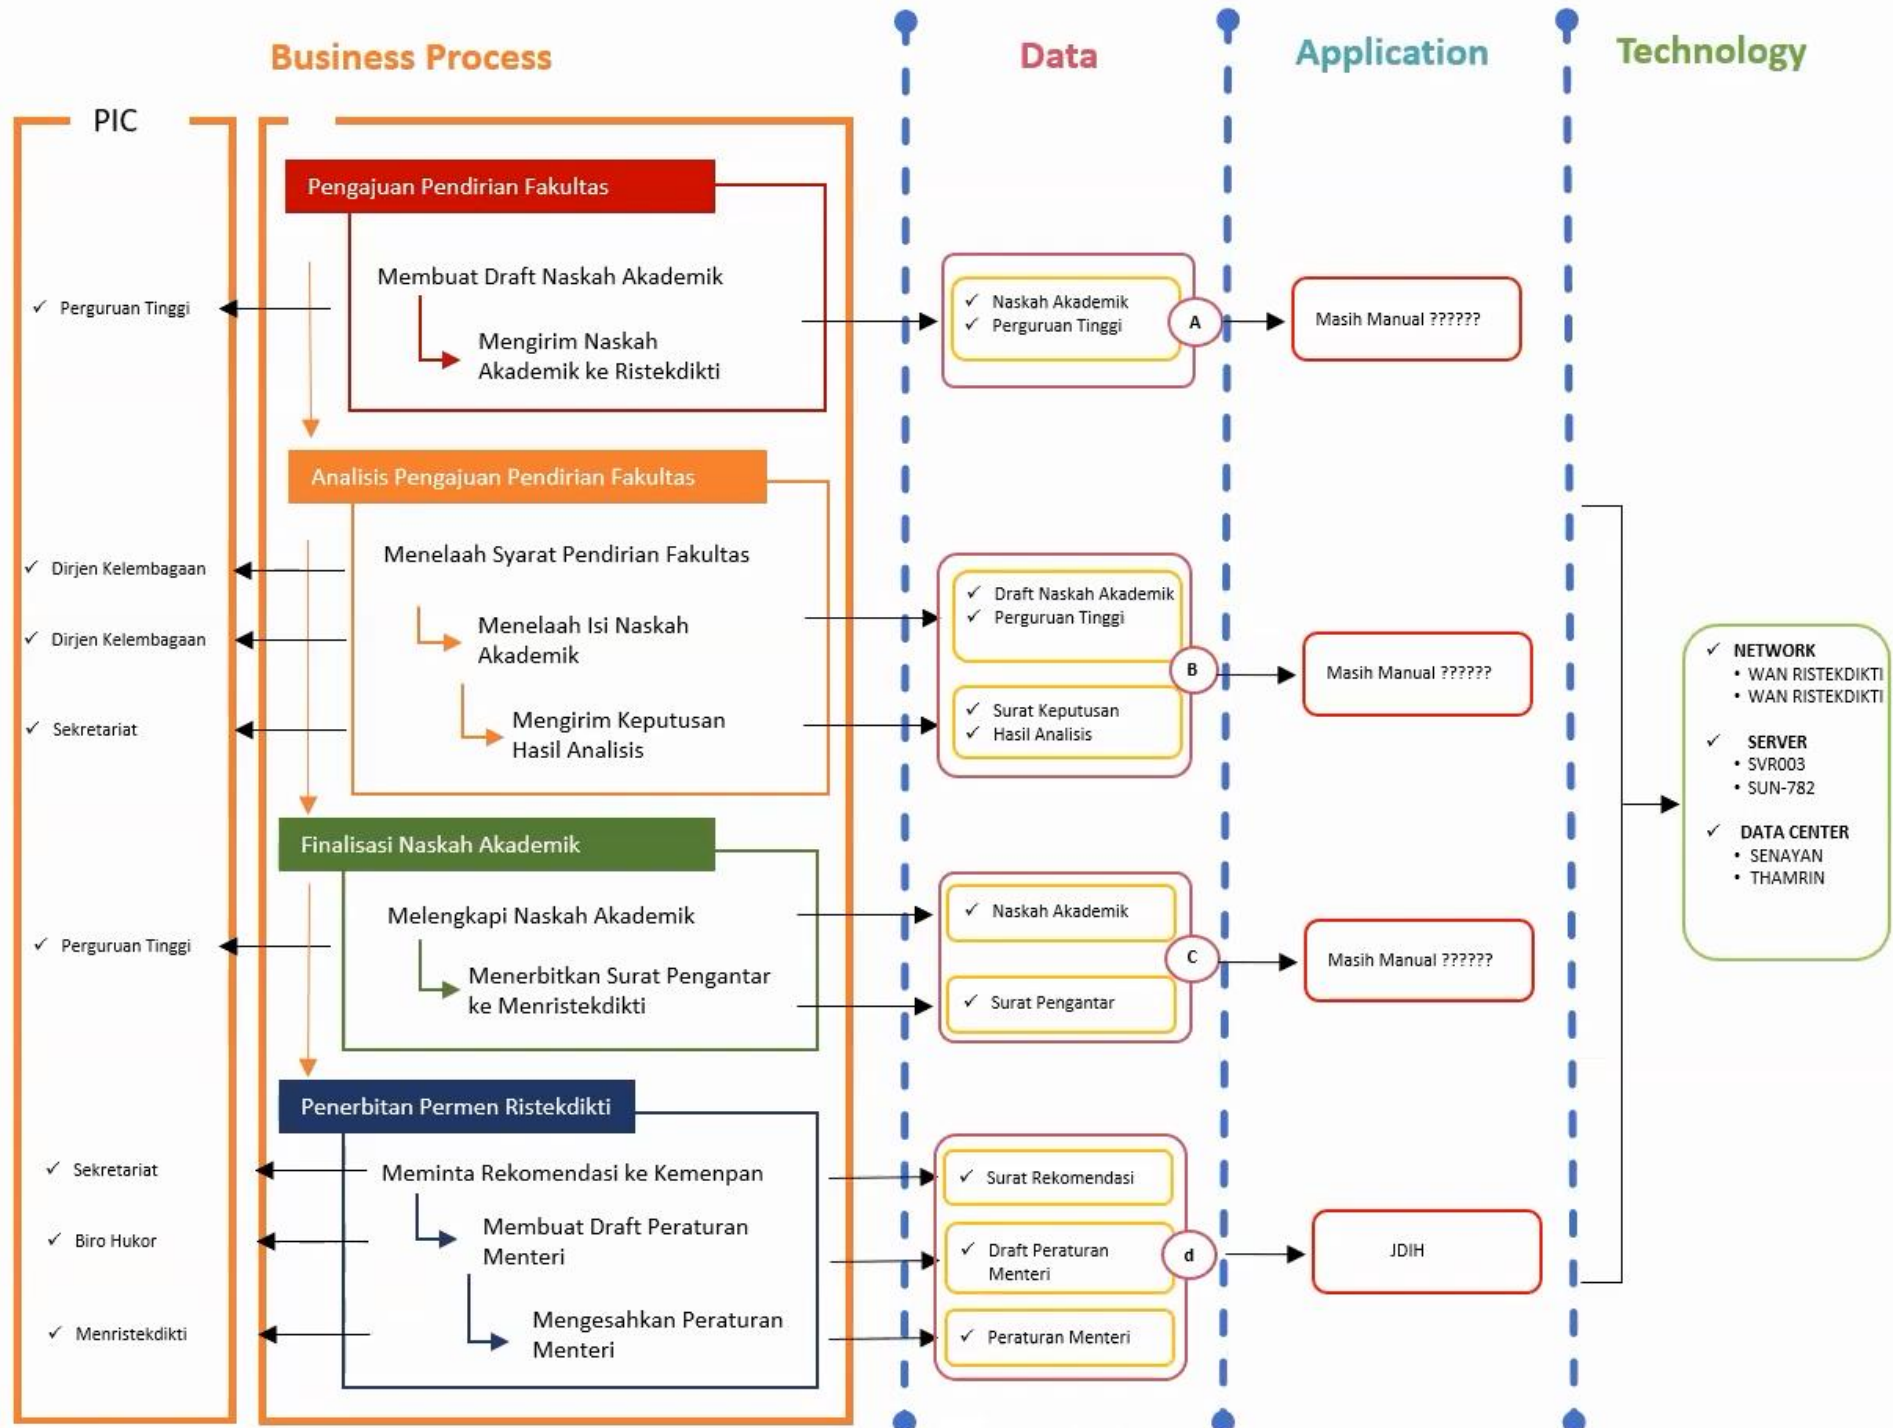 Business Process
Data
Application
Technology
PIC
Pengajuan Pendirian Fakultas
Membuat Draft Naskah Akademik
Mengirim Naskah
Akademik ke Ristekdikti
✓ Perguruan Tinggi
✓ Naskah Akademik
✓ Perguruan Tinggi
A
Masih Manual ??????
Analisis Pengajuan Pendirian Fakultas
Menelaah Syarat Pendirian Fakultas
Menelaah Isi Naskah
Akademik
Mengirim Keputusan
Hasil Analisis
✓ Dirjen Kelembagaan
✓ Dirjen Kelembagaan
✓ Sekretariat
✓ Draft Naskah Akademik
✓ Perguruan Tinggi
✓ Surat Keputusan
✓ Hasil Analisis
B
Masih Manual ??????
Finalisasi Naskah Akademik
Melengkapi Naskah Akademik
Menerbitkan Surat Pengantar
ke Menristekdikti
✓ Perguruan Tinggi
✓ Naskah Akademik
✓ Surat Pengantar
C
Masih Manual ??????
Penerbitan Permen Ristekdikti
Meminta Rekomendasi ke Kemenpan
Membuat Draft Peraturan
Menteri
Mengesahkan Peraturan
Menteri
✓ Sekretariat
✓ Biro Hukor
✓ Menristekdikti
✓ Surat Rekomendasi
✓ Draft Peraturan
Menteri
✓ Peraturan Menteri
d
JDIH
✓ NETWORK
• WAN RISTEKDIKTI
• WAN RISTEKDIKTI
✓ SERVER
• SVR003
• SUN-782
✓ DATA CENTER
• SENAYAN
• THAMRIN